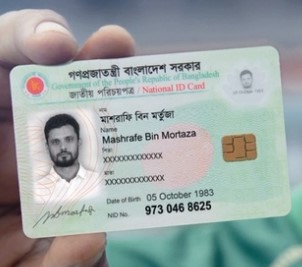 গণপ্রজাতন্ত্রী বাংলাদেশ সরকার
Government of the People's Republic of Bangladesh
জাতীয় পরিচয়পত্র / National ID Card
মাশরাফি বিন মর্তুজা
Name
Mashrafe Bin Mortaza
পিতা:
XXXXXXXXXXXXX
মাতা:
XXXXXXXXXXXXX
Date of Birth 05 October 1983
NID No. 973 046 8625